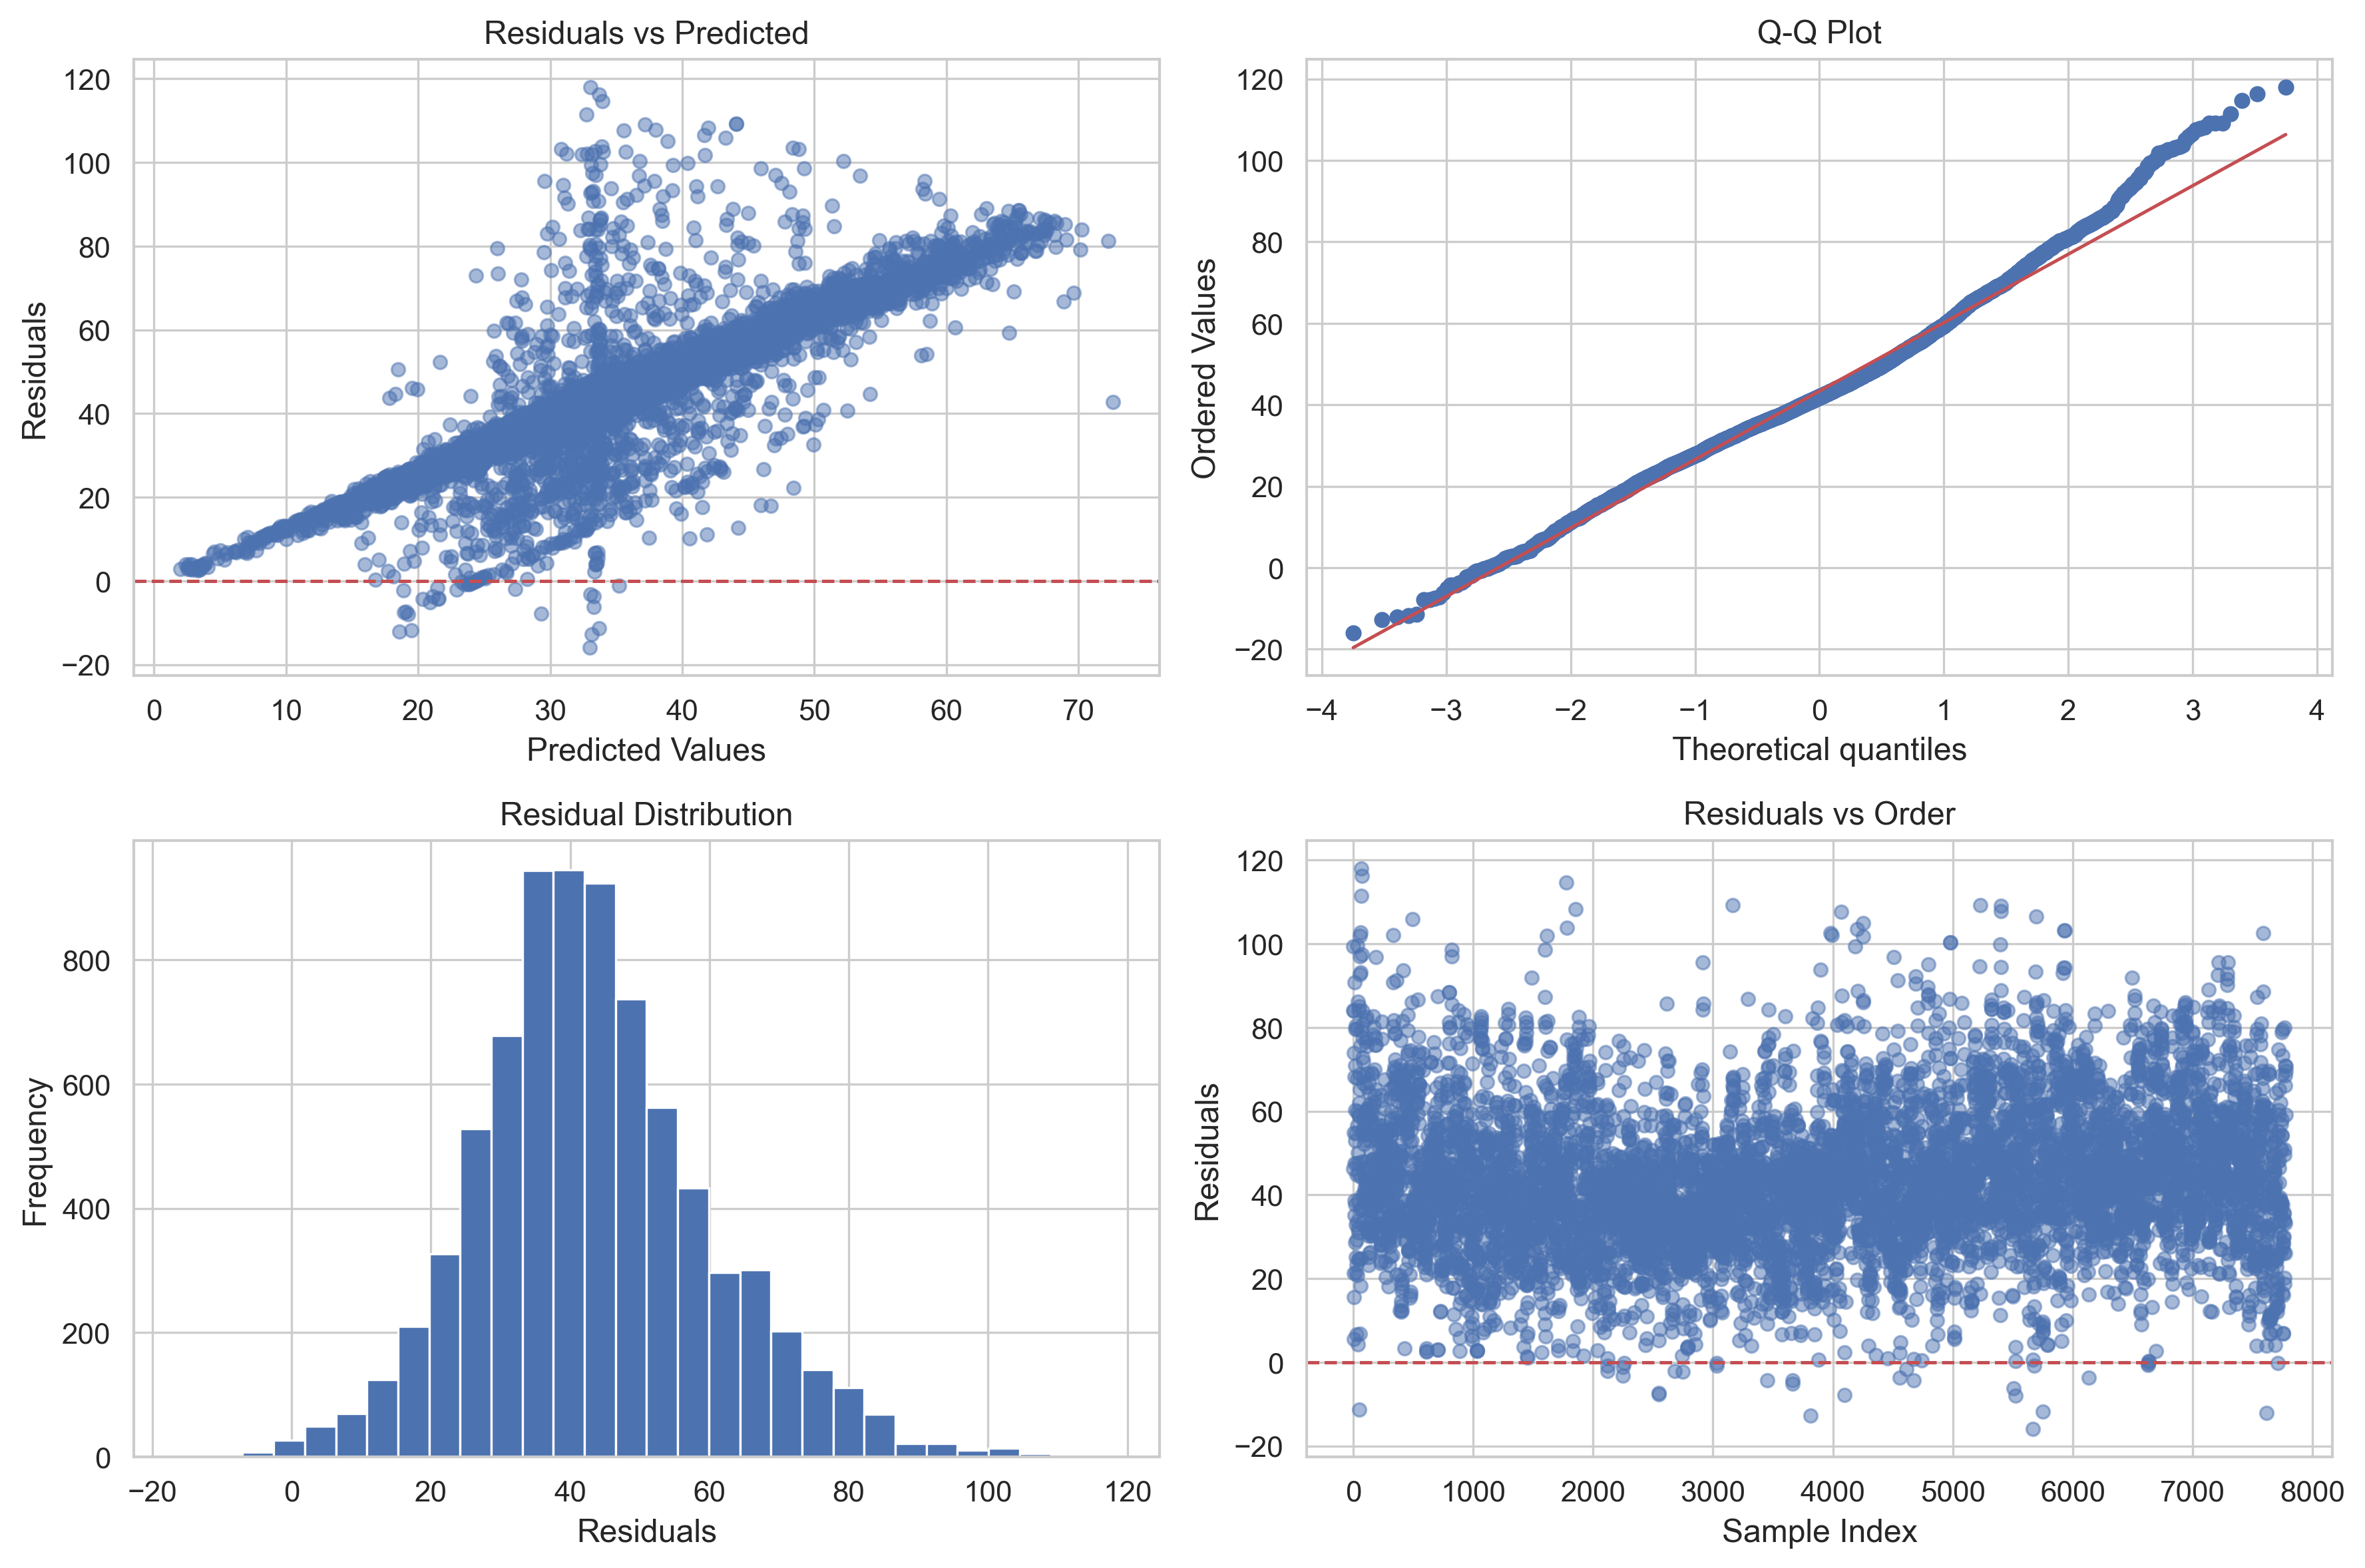 Residuals vs Predicted
120
100
80
60
40
20
0
−20
Residuals
0 10 20 30 40 50 60 70
Predicted Values
Q-Q Plot
120
100
80
60
40
20
0
−20
Ordered Values
−4 −3 −2 −1 0 1 2 3 4
Theoretical quantiles
Residual Distribution
800
600
400
200
0
Frequency
−20 0 20 40 60 80 100 120
Residuals
Residuals vs Order
120
100
80
60
40
20
0
−20
Residuals
0 1000 2000 3000 4000 5000 6000 7000 8000
Sample Index